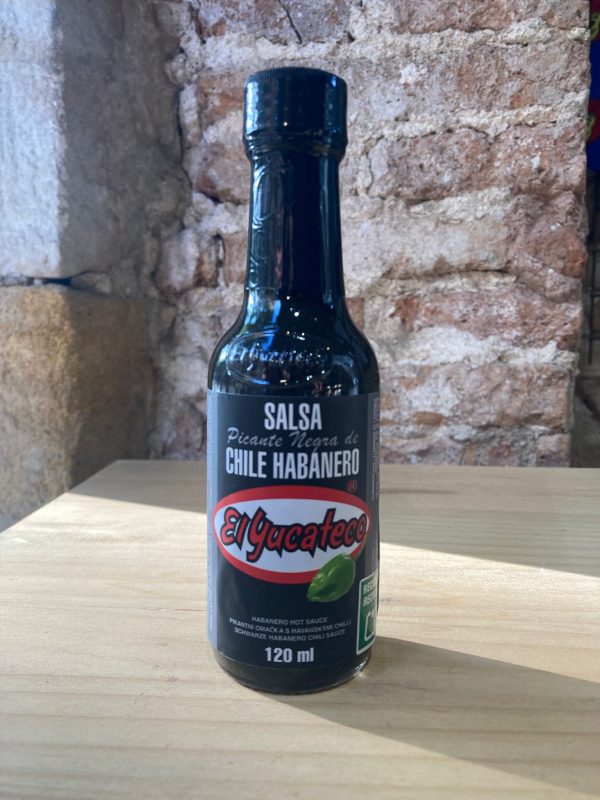 SALSA
Picante Negra de
CHILE HABANERO
®
El Yucateco
HABANERO HOT SAUCE
PIKANTNÍ OMÁČKA S HAVANSKÝMI CHILLI
SCHWARZE HABANERO CHILI SAUCE
120 ml